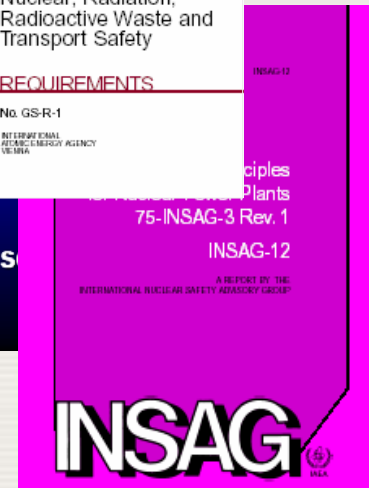 Nuclear, Radiation,
Radioactive Waste and
Transport Safety
REQUIREMENTS
No. GS-R-1
INTERNATIONAL
ATOMIC ENERGY AGENCY
VIENNA
INSAG-12
ciples
Plants
75-INSAG-3 Rev. 1
INSAG-12
A REPORT BY THE
INTERNATIONAL NUCLEAR SAFETY ADVISORY GROUP
INSAG
IAEA